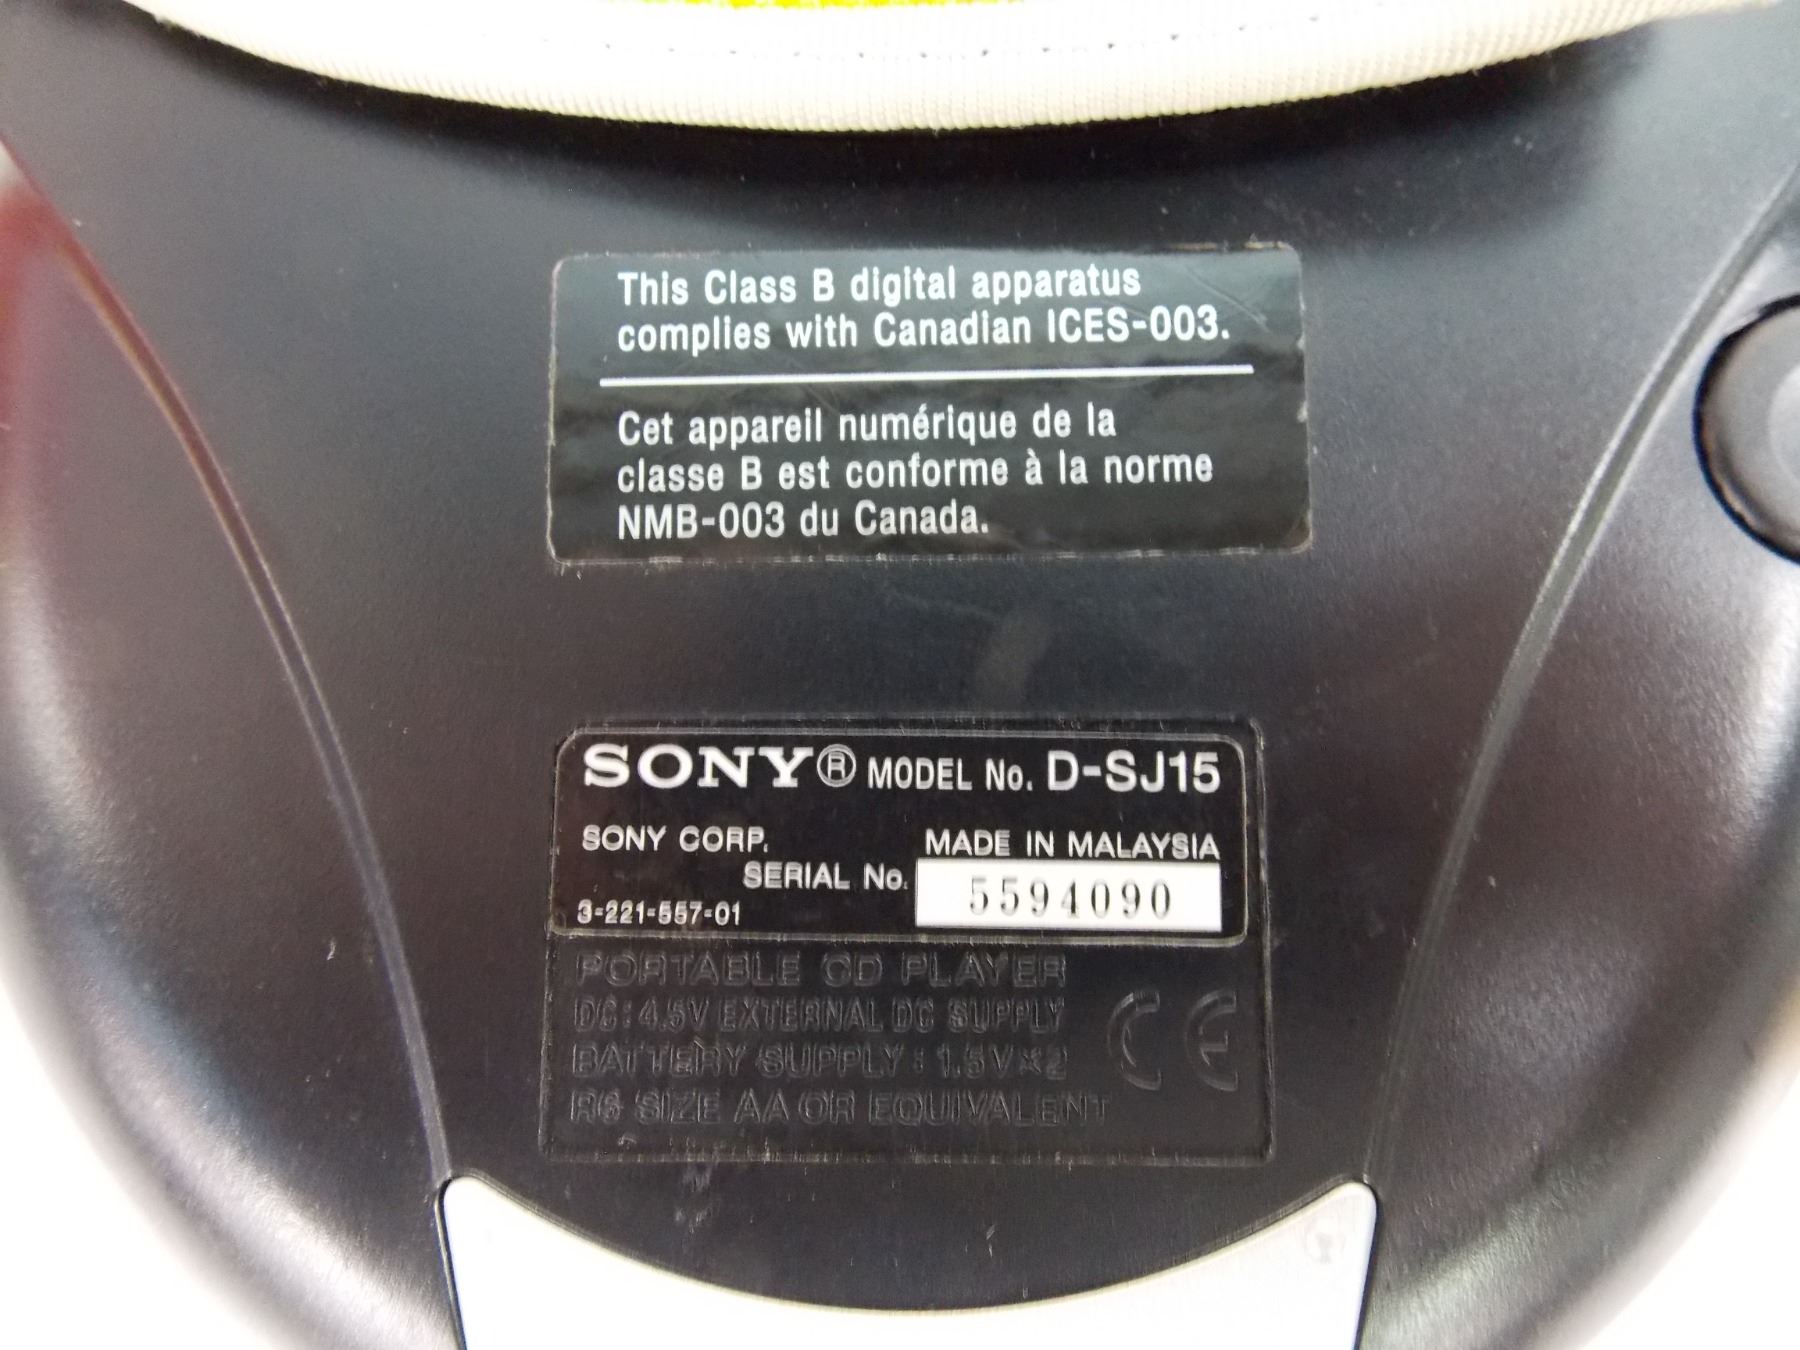 This Class B digital apparatus
complies with Canadian ICES-003.
Cet appareil numérique de la
classe B est conforme à la norme
NMB-003 du Canada.
SONY® MODEL No. D-SJ15
SONY CORP. MADE IN MALAYSIA
SERIAL No. 5594090
3-221-557-01
PORTABLE CD PLAYER
DC: 4.5V EXTERNAL DC SUPPLY
BATTERY SUPPLY : 1.5V×2
R6 SIZE AA OR EQUIVALENT
CE